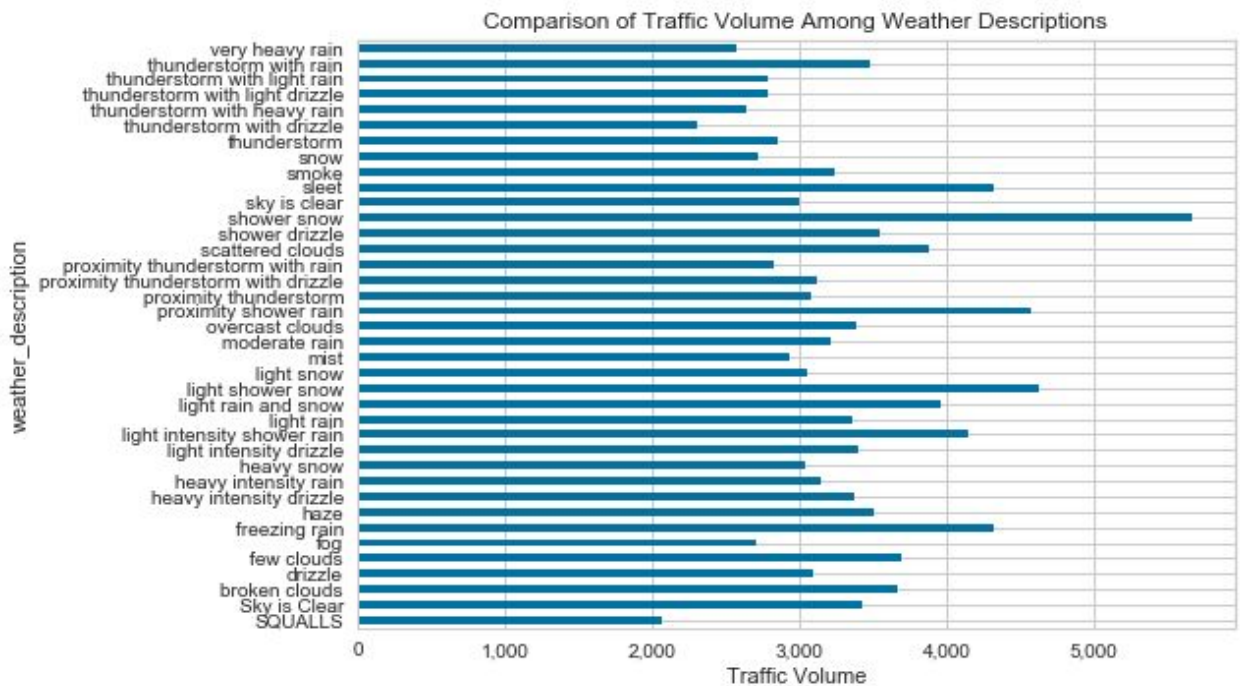 Comparison of Traffic Volume Among Weather Descriptions
very heavy rain
thunderstorm with rain
thunderstorm with light rain
thunderstorm with light drizzle
thunderstorm with heavy rain
thunderstorm with drizzle
thunderstorm
snow
smoke
sleet
sky is clear
shower snow
shower drizzle
scattered clouds
proximity thunderstorm with rain
proximity thunderstorm with drizzle
proximity thunderstorm
proximity shower rain
overcast clouds
moderate rain
mist
light snow
light shower snow
light rain and snow
light rain
light intensity shower rain
light intensity drizzle
heavy snow
heavy intensity rain
heavy intensity drizzle
haze
freezing rain
fog
few clouds
drizzle
broken clouds
Sky is Clear
SQUALLS
weather_description
0 1,000 2,000 3,000 4,000 5,000
Traffic Volume